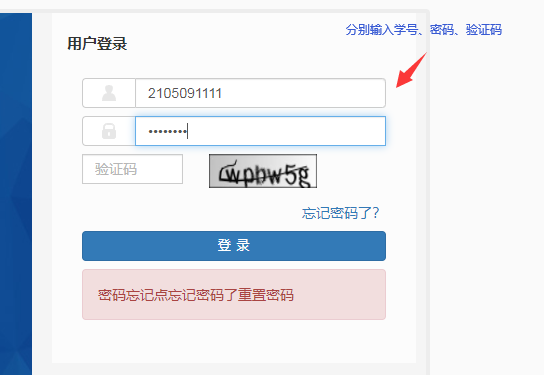 分别输入学号、密码、验证码
用户登录
2105091111
••••••••
验证码
wpbw5g
忘记密码了?
登 录
密码忘记点忘记密码了重置密码